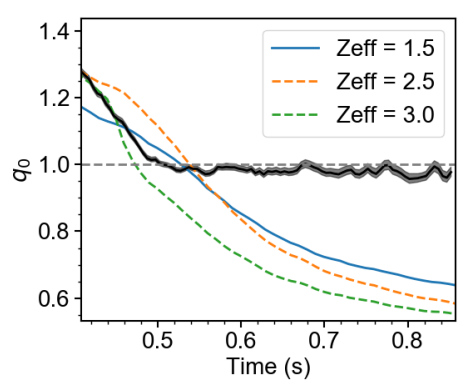 1.4
1.2
1.0
0.8
0.6
q0
Zeff = 1.5
Zeff = 2.5
Zeff = 3.0
0.5 0.6 0.7 0.8
Time (s)